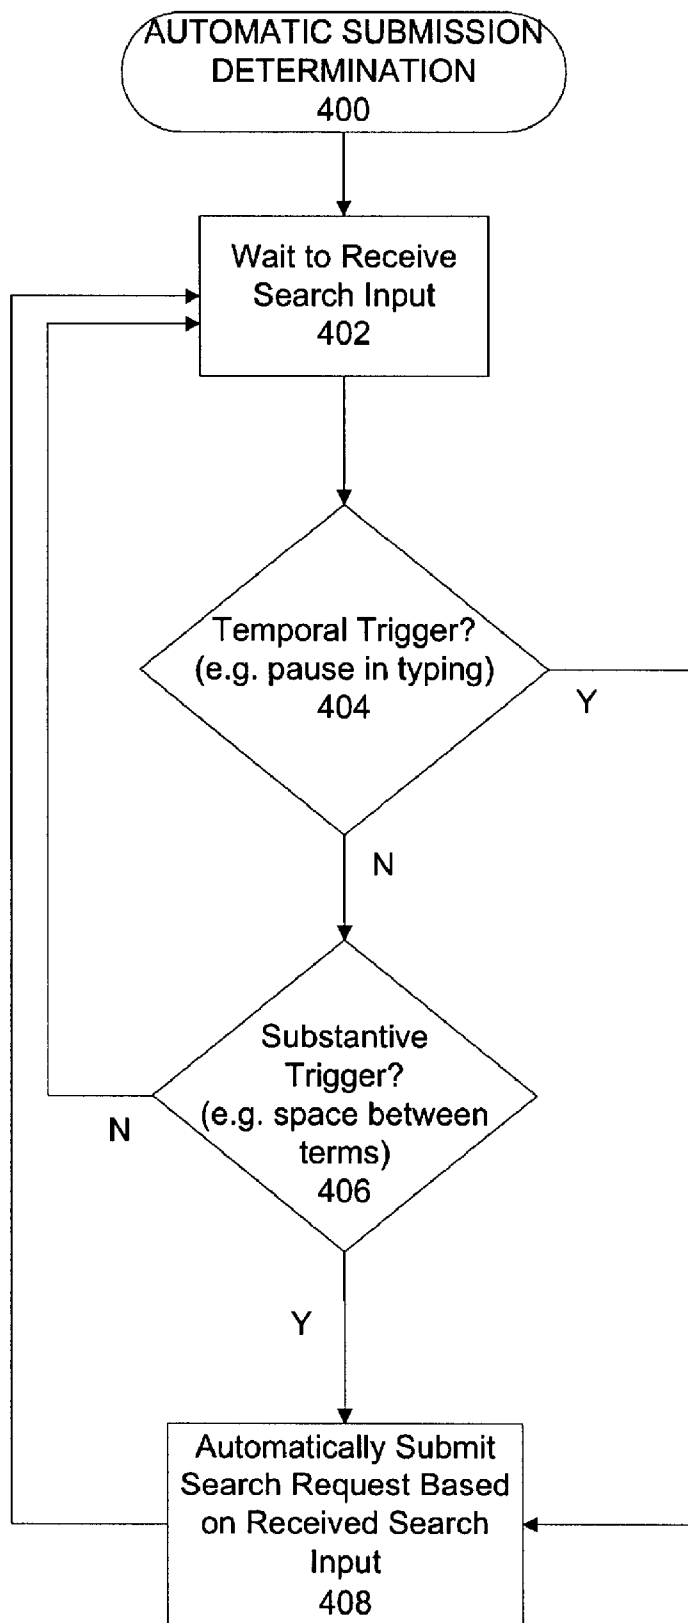 AUTOMATIC SUBMISSION
DETERMINATION
400
Wait to Receive
Search Input
402
Temporal Trigger?
(e.g. pause in typing)
404
Y
N
Substantive
Trigger?
(e.g. space between
terms)
406
N
Y
Automatically Submit
Search Request Based
on Received Search
Input
408